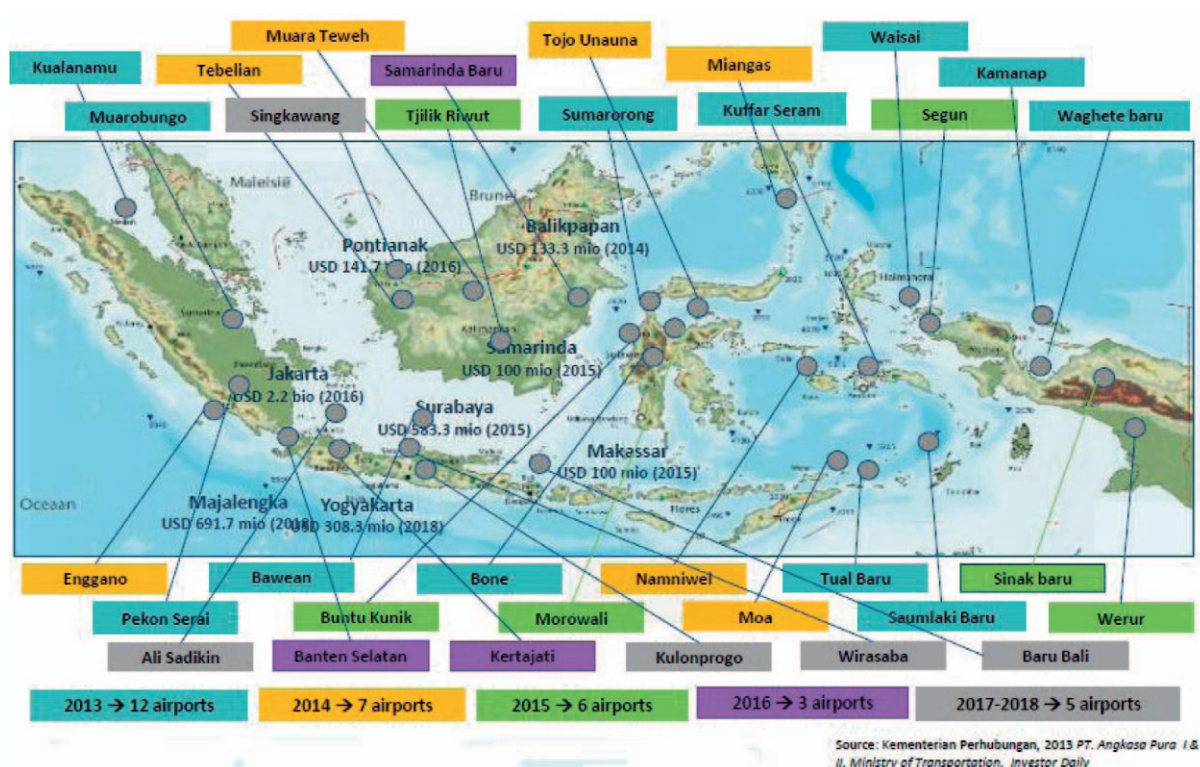 Muara Teweh
Tojo Unauna
Waisai
Kualanamu
Tebelian
Samarinda Baru
Miangas
Kamanap
Muarobungo
Singkawang
Tjilik Riwut
Sumarorong
Kuffar Seram
Segun
Waghete baru
Maleisië
Brunei
Balikpapan
USD 133.3 mio (2014)
Pontianak
USD 141.7 mio (2016)
Halmahera
Kalimantan
Samarinda
USD 100 mio (2015)
Jakarta
USD 2.2 bio (2016)
Surabaya
USD 583.3 mio (2015)
Makassar
USD 100 mio (2015)
Oceaan
Majalengka
USD 691.7 mio (2018)
Yogyakarta
USD 308.3 mio (2018)
Flores
Enggano
Bawean
Bone
Namniwel
Tual Baru
Sinak baru
Pekon Serai
Buntu Kunik
Morowali
Moa
Saumlaki Baru
Werur
Ali Sadikin
Banten Selatan
Kertajati
Kulonprogo
Wirasaba
Baru Bali
2013 → 12 airports
2014 → 7 airports
2015 → 6 airports
2016 → 3 airports
2017-2018 → 5 airports
Source: Kementerian Perhubungan, 2013 PT. Angkasa Pura I &
II, Ministry of Transportation, Investor Daily